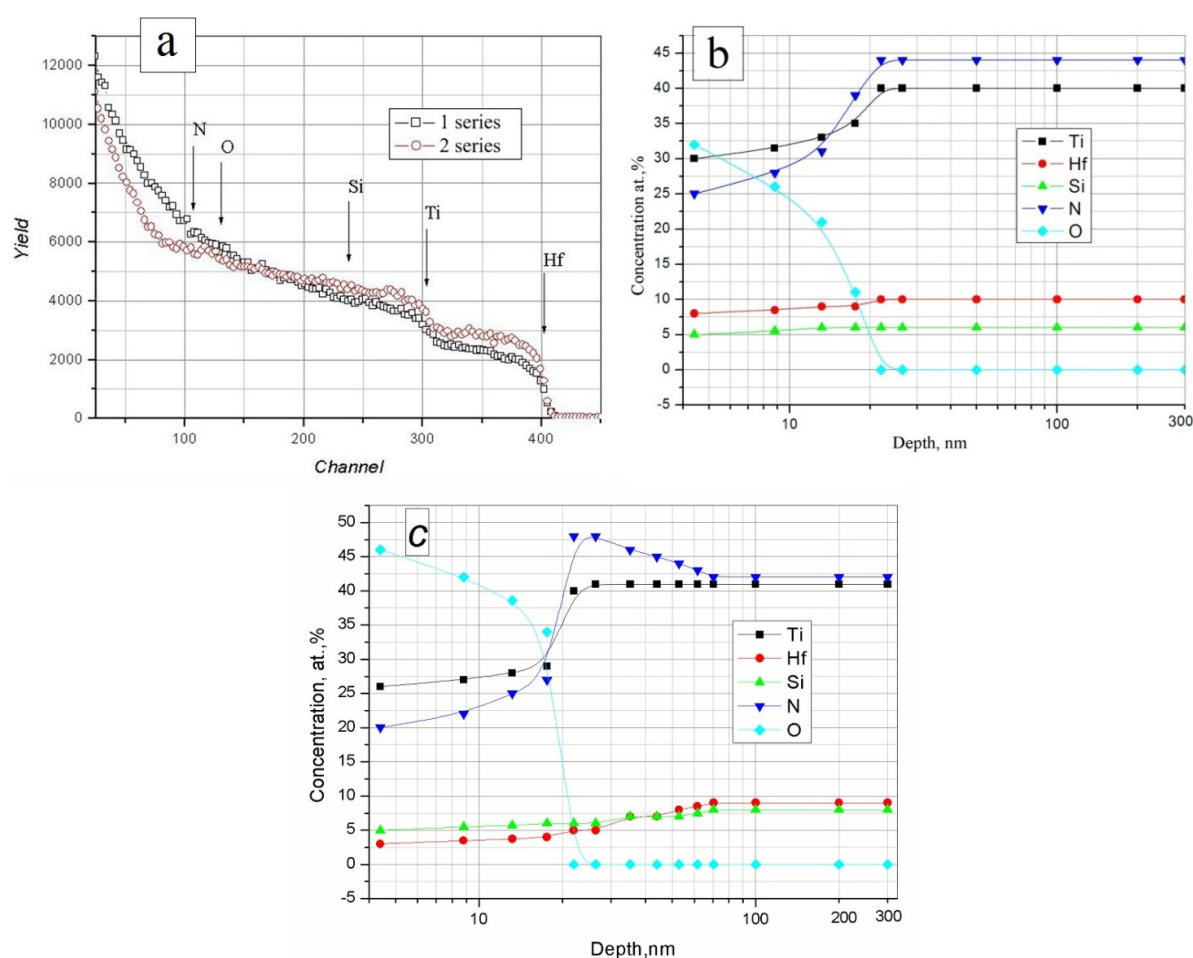 a
Yield
12000
10000
8000
6000
4000
2000
0
N
O
Si
Ti
Hf
1 series
2 series
100
200
300
400
Channel
b
Concentration at.,%
45
40
35
30
25
20
15
10
5
0
-5
Ti
Hf
Si
N
O
10
100
300
Depth, nm
c
Concentration, at.,%
50
45
40
35
30
25
20
15
10
5
0
-5
Ti
Hf
Si
N
O
10
100
200
300
Depth,nm